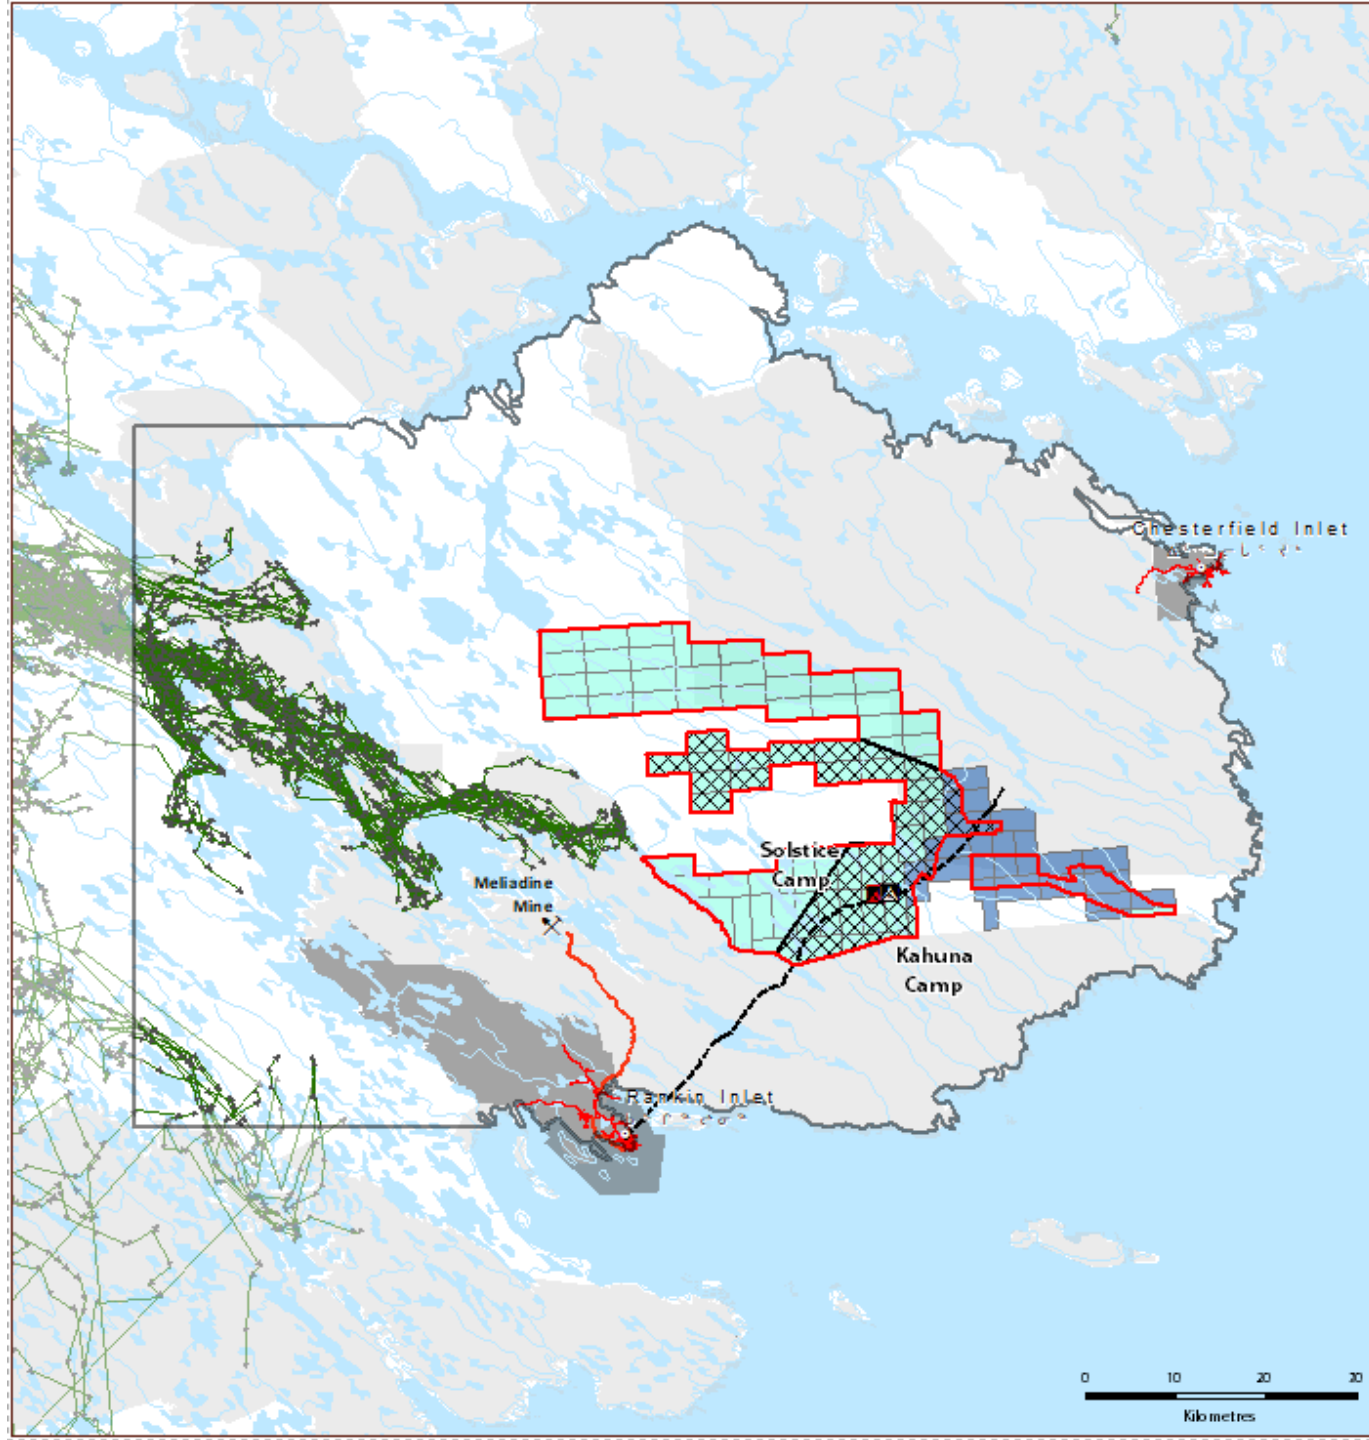 Chesterfield Inlet
Solstice
Camp
Meliadine
Mine
Kahuna
Camp
Rankin Inlet
0 10 20 30
Kilometres